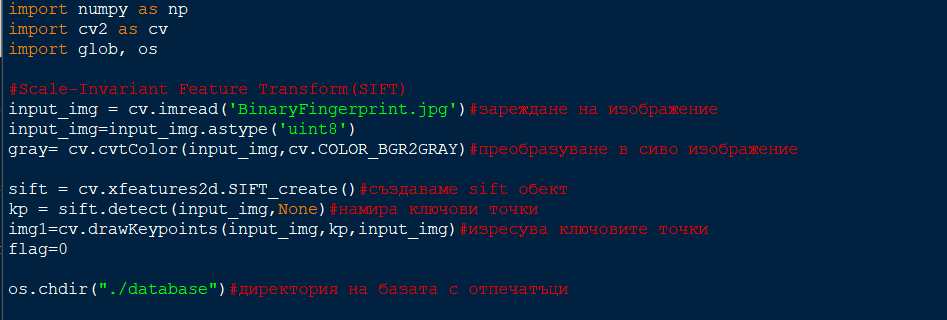 import numpy as np
import cv2 as cv
import glob, os
#Scale-Invariant Feature Transform(SIFT)
input_img = cv.imread('BinaryFingerprint.jpg')#зареждане на изображение
input_img=input_img.astype('uint8')
gray= cv.cvtColor(input_img,cv.COLOR_BGR2GRAY)#преобразуване в сиво изображение
sift = cv.xfeatures2d.SIFT_create()#създаваме sift обект
kp = sift.detect(input_img,None)#намира ключови точки
img1=cv.drawKeypoints(input_img,kp,input_img)#изресува ключовите точки
flag=0
os.chdir("./database")#директория на базата с отпечатъци